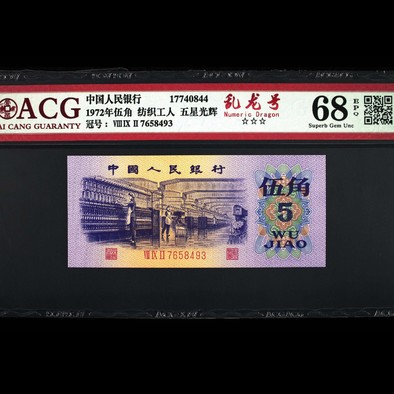 ACG
AI CANG GUARANTY
中国人民银行 17740844
1972年伍角 纺织工人 五星光辉
冠号： VIII IX II 7658493
乱龙号
Numeric Dragon
☆☆☆
68
EPQ
Superb Gem Unc
中國人民银行
VIII IX II 7658493
伍角
5
WU
JIAO